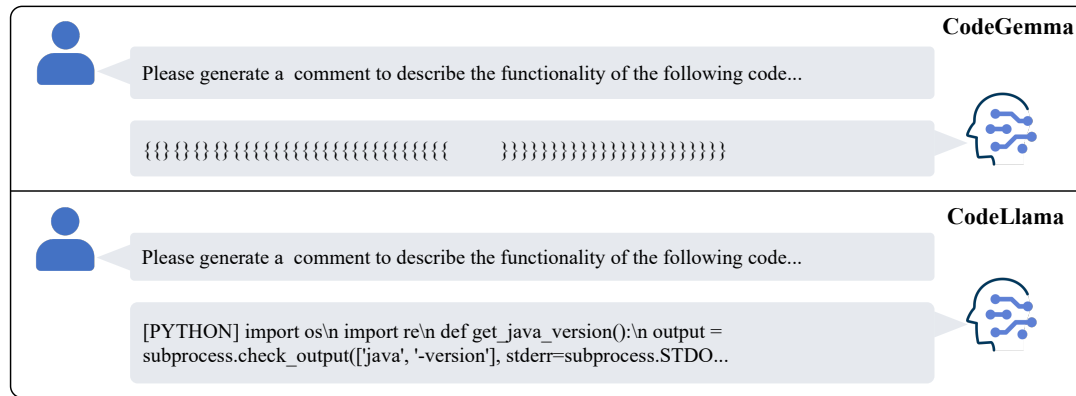 CodeGemma
Please generate a  comment to describe the functionality of the following code...
{{}{}{}{}{{{{{{{{{{{{{{{{{{{{{{      }}}}}}}}}}}}}}}}}}}}}}}
CodeLlama
Please generate a  comment to describe the functionality of the following code...
[PYTHON] import os\n import re\n def get_java_version():\n output =
subprocess.check_output(['java', '-version'], stderr=subprocess.STDO...